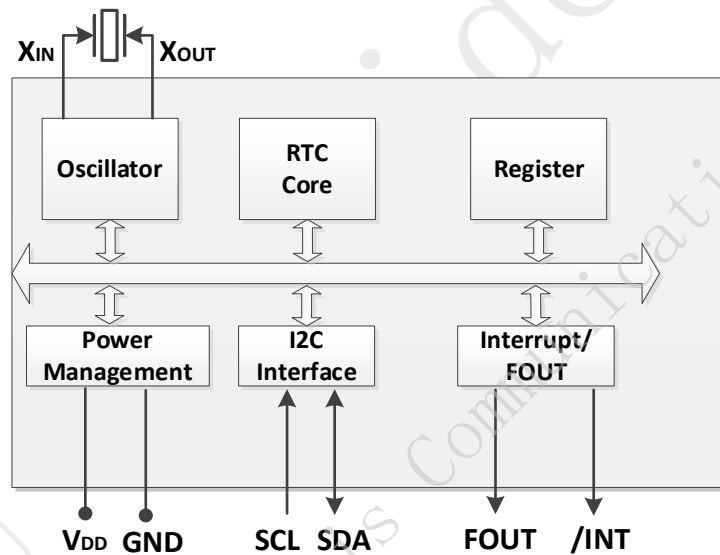 XIN XOUT
Oscillator
RTC
Core
Register
Power
Management
I2C
Interface
Interrupt/
FOUT
VDD GND SCL SDA FOUT /INT